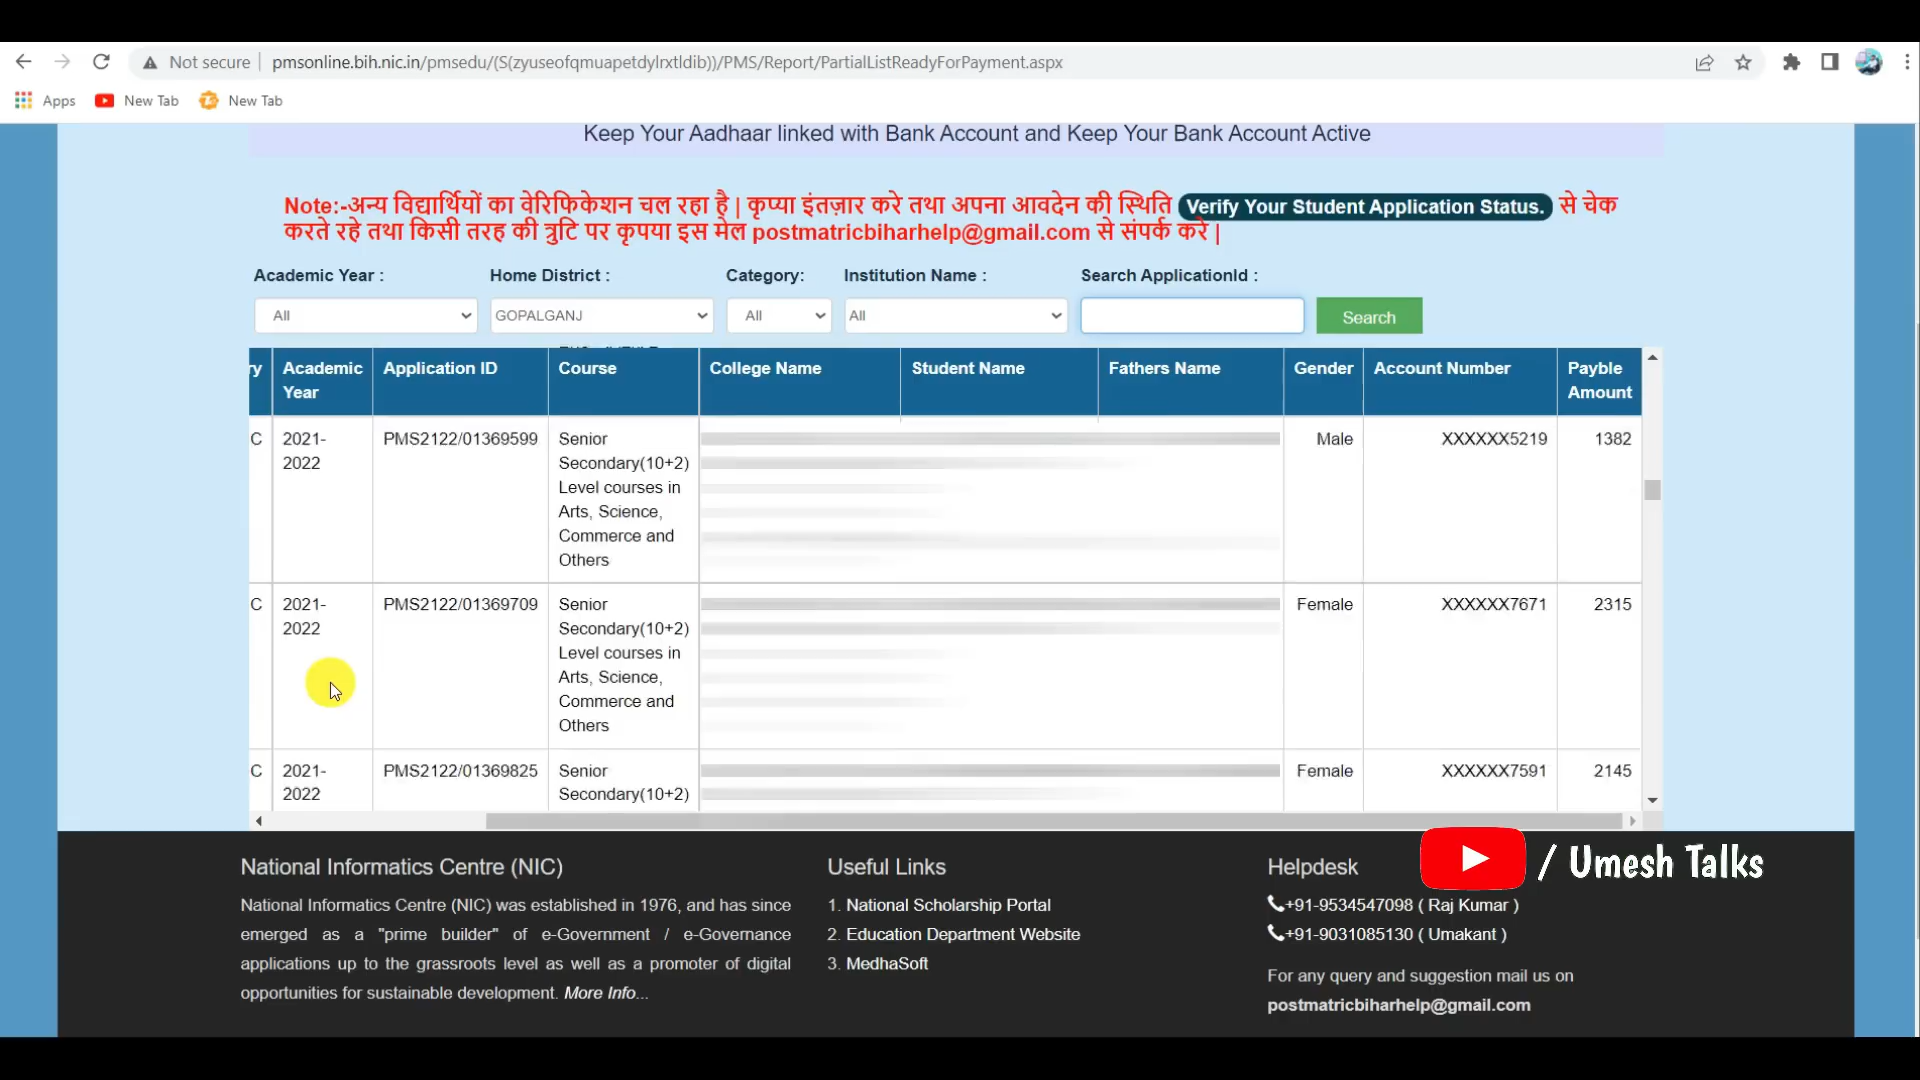 Not secure
pmsonline.bih.nic.in/pmsedu/(S(zyuseofqmuapetdylrxtldib))/PMS/Report/PartialListReadyForPayment.aspx
Apps New Tab New Tab
Keep Your Aadhaar linked with Bank Account and Keep Your Bank Account Active
Note:-अन्य विद्यार्थियों का वेरिफिकेशन चल रहा है | कृप्या इंतज़ार करे तथा अपना आवदेन की स्थिति Verify Your Student Application Status. से चेक
करते रहे तथा किसी तरह की त्रुटि पर कृपया इस मेल postmatricbiharhelp@gmail.com से संपर्क करे |
Academic Year : Home District : Category: Institution Name : Search ApplicationId :
All GOPALGANJ All All Search
ry Academic Application ID Course College Name Student Name Fathers Name Gender Account Number Payble
Year Amount
C 2021- PMS2122/01369599 Senior Male XXXXXX5219 1382
2022 Secondary(10+2)
Level courses in
Arts, Science,
Commerce and
Others
C 2021- PMS2122/01369709 Senior Female XXXXXX7671 2315
2022 Secondary(10+2)
Level courses in
Arts, Science,
Commerce and
Others
C 2021- PMS2122/01369825 Senior Female XXXXXX7591 2145
2022 Secondary(10+2)
/ Umesh Talks
National Informatics Centre (NIC)
National Informatics Centre (NIC) was established in 1976, and has since
emerged as a "prime builder" of e-Government / e-Governance
applications up to the grassroots level as well as a promoter of digital
opportunities for sustainable development. More Info...
Useful Links
1. National Scholarship Portal
2. Education Department Website
3. MedhaSoft
Helpdesk
+91-9534547098 ( Raj Kumar )
+91-9031085130 ( Umakant )
For any query and suggestion mail us on
postmatricbiharhelp@gmail.com